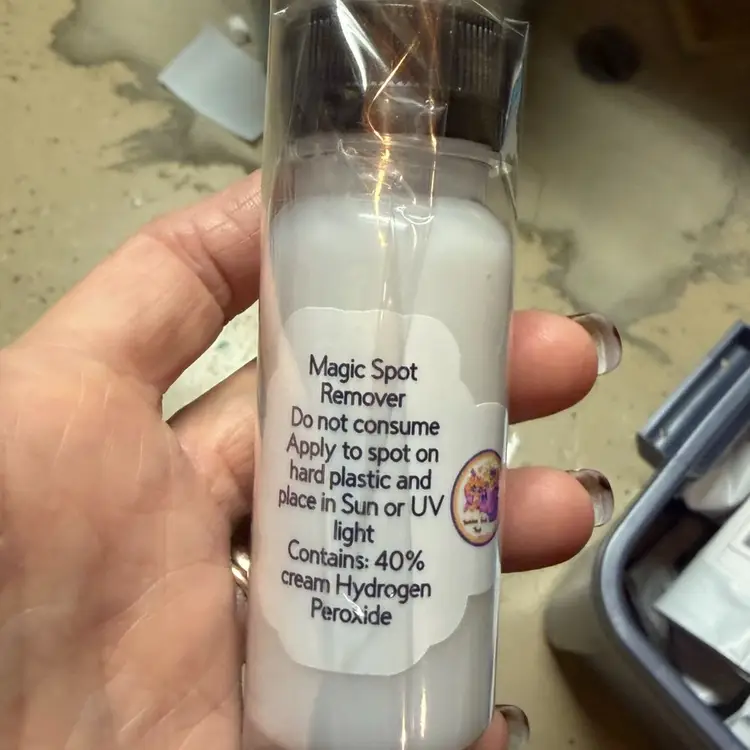 Magic Spot
Remover
Do not consume
Apply to spot on
hard plastic and
place in Sun or UV
light
Contains: 40%
cream Hydrogen
Peroxide